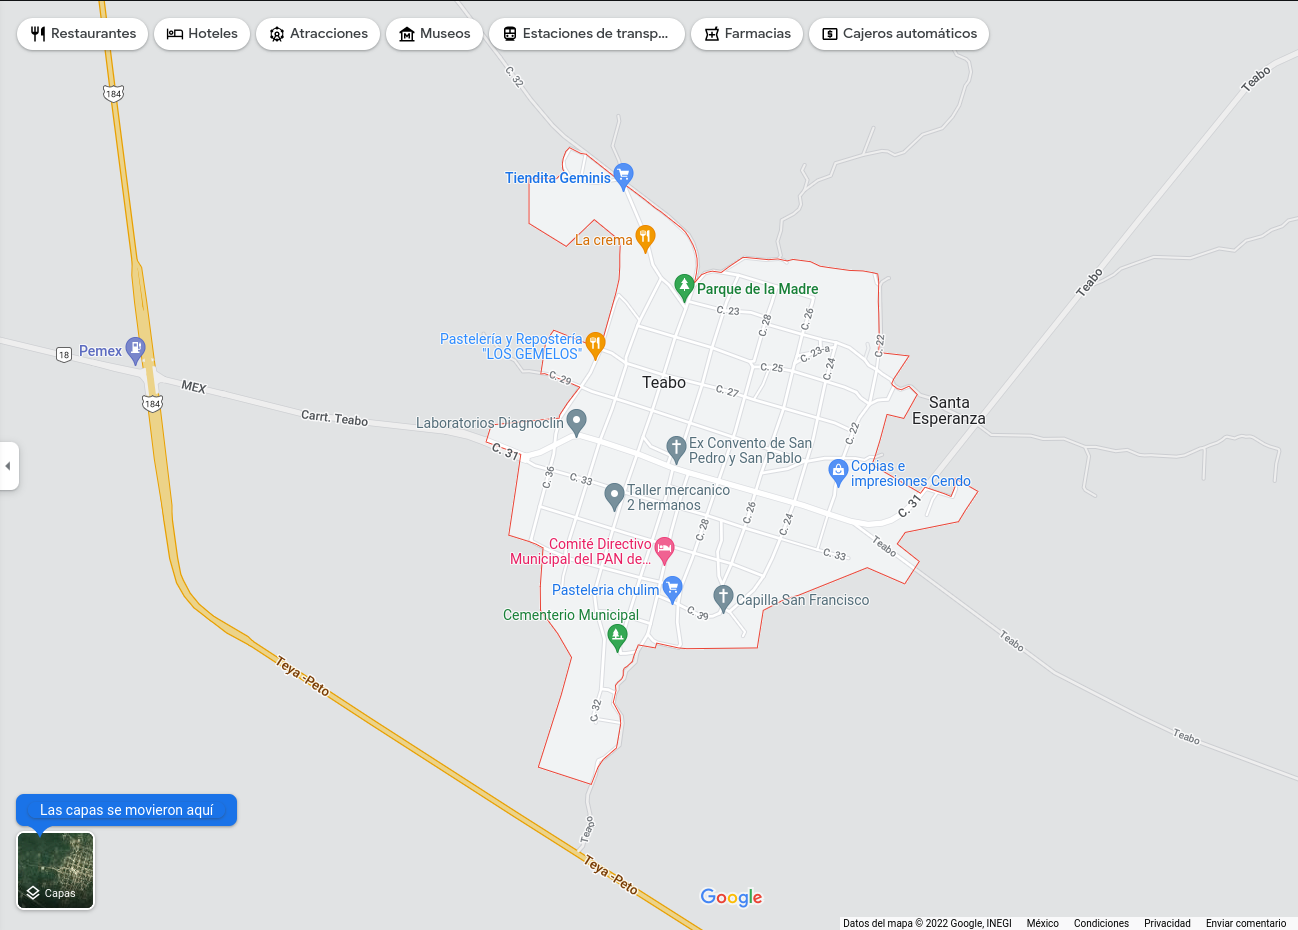 Restaurantes
Hoteles
Atracciones
Museos
Estaciones de transp...
Farmacias
Cajeros automáticos
C. 32
Teabo
184
Tiendita Geminis
La crema
Parque de la Madre
Teabo
C. 23
C. 28
C. 26
C. 22
Pastelería y Repostería
"LOS GEMELOS"
18
Pemex
C. 23-a
C. 24
C. 25
C. 29
Teabo
C. 27
MEX
184
Carrt. Teabo
Santa
Esperanza
Laboratorios Diagnoclin
C. 22
C. 31
Ex Convento de San
Pedro y San Pablo
C. 36
C. 33
Copias e
impresiones Cendo
Taller mercanico
2 hermanos
C. 31
C. 26
C. 28
C. 24
Comité Directivo
Municipal del PAN de...
Teabo
C. 33
Pasteleria chulim
Capilla San Francisco
C. 39
Cementerio Municipal
Teabo
Teya-Peto
C. 32
Teabo
Las capas se movieron aquí
Teabo
Teya-Peto
Capas
Google
Datos del mapa © 2022 Google, INEGI
México
Condiciones
Privacidad
Enviar comentario